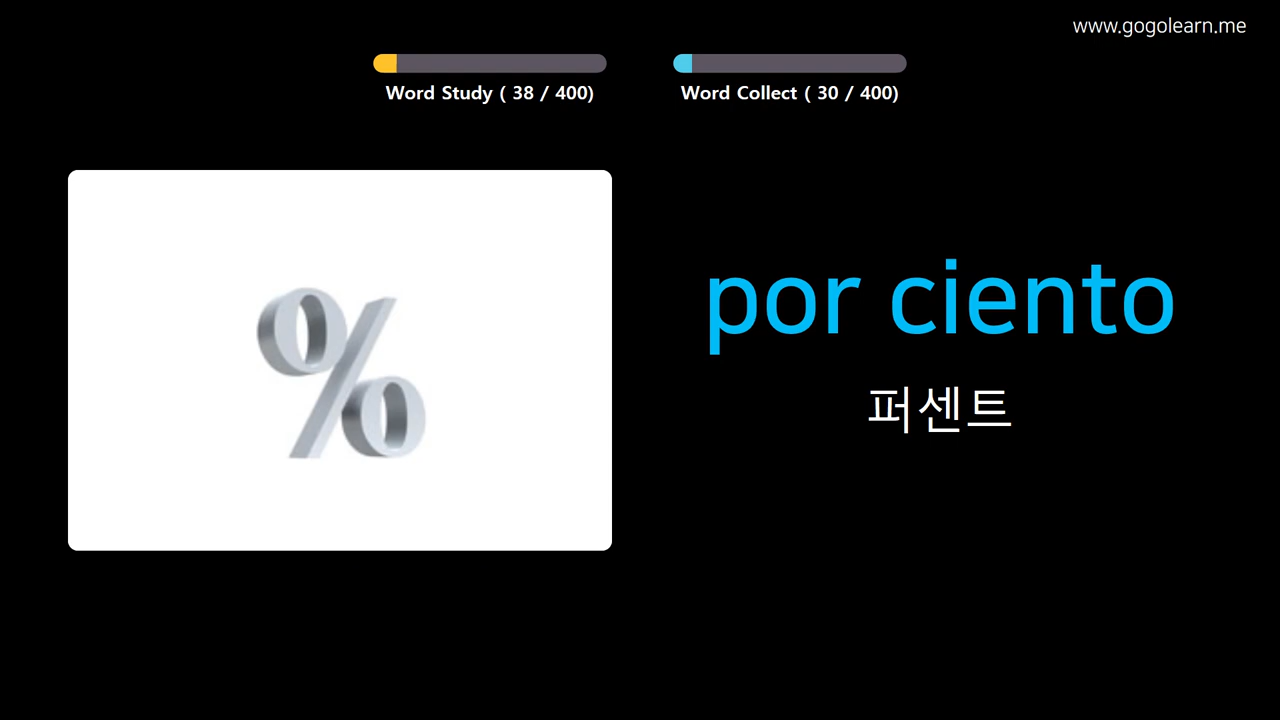 www.gogolearn.me
Word Study ( 38 / 400)
Word Collect ( 30 / 400)
%
por ciento
퍼센트